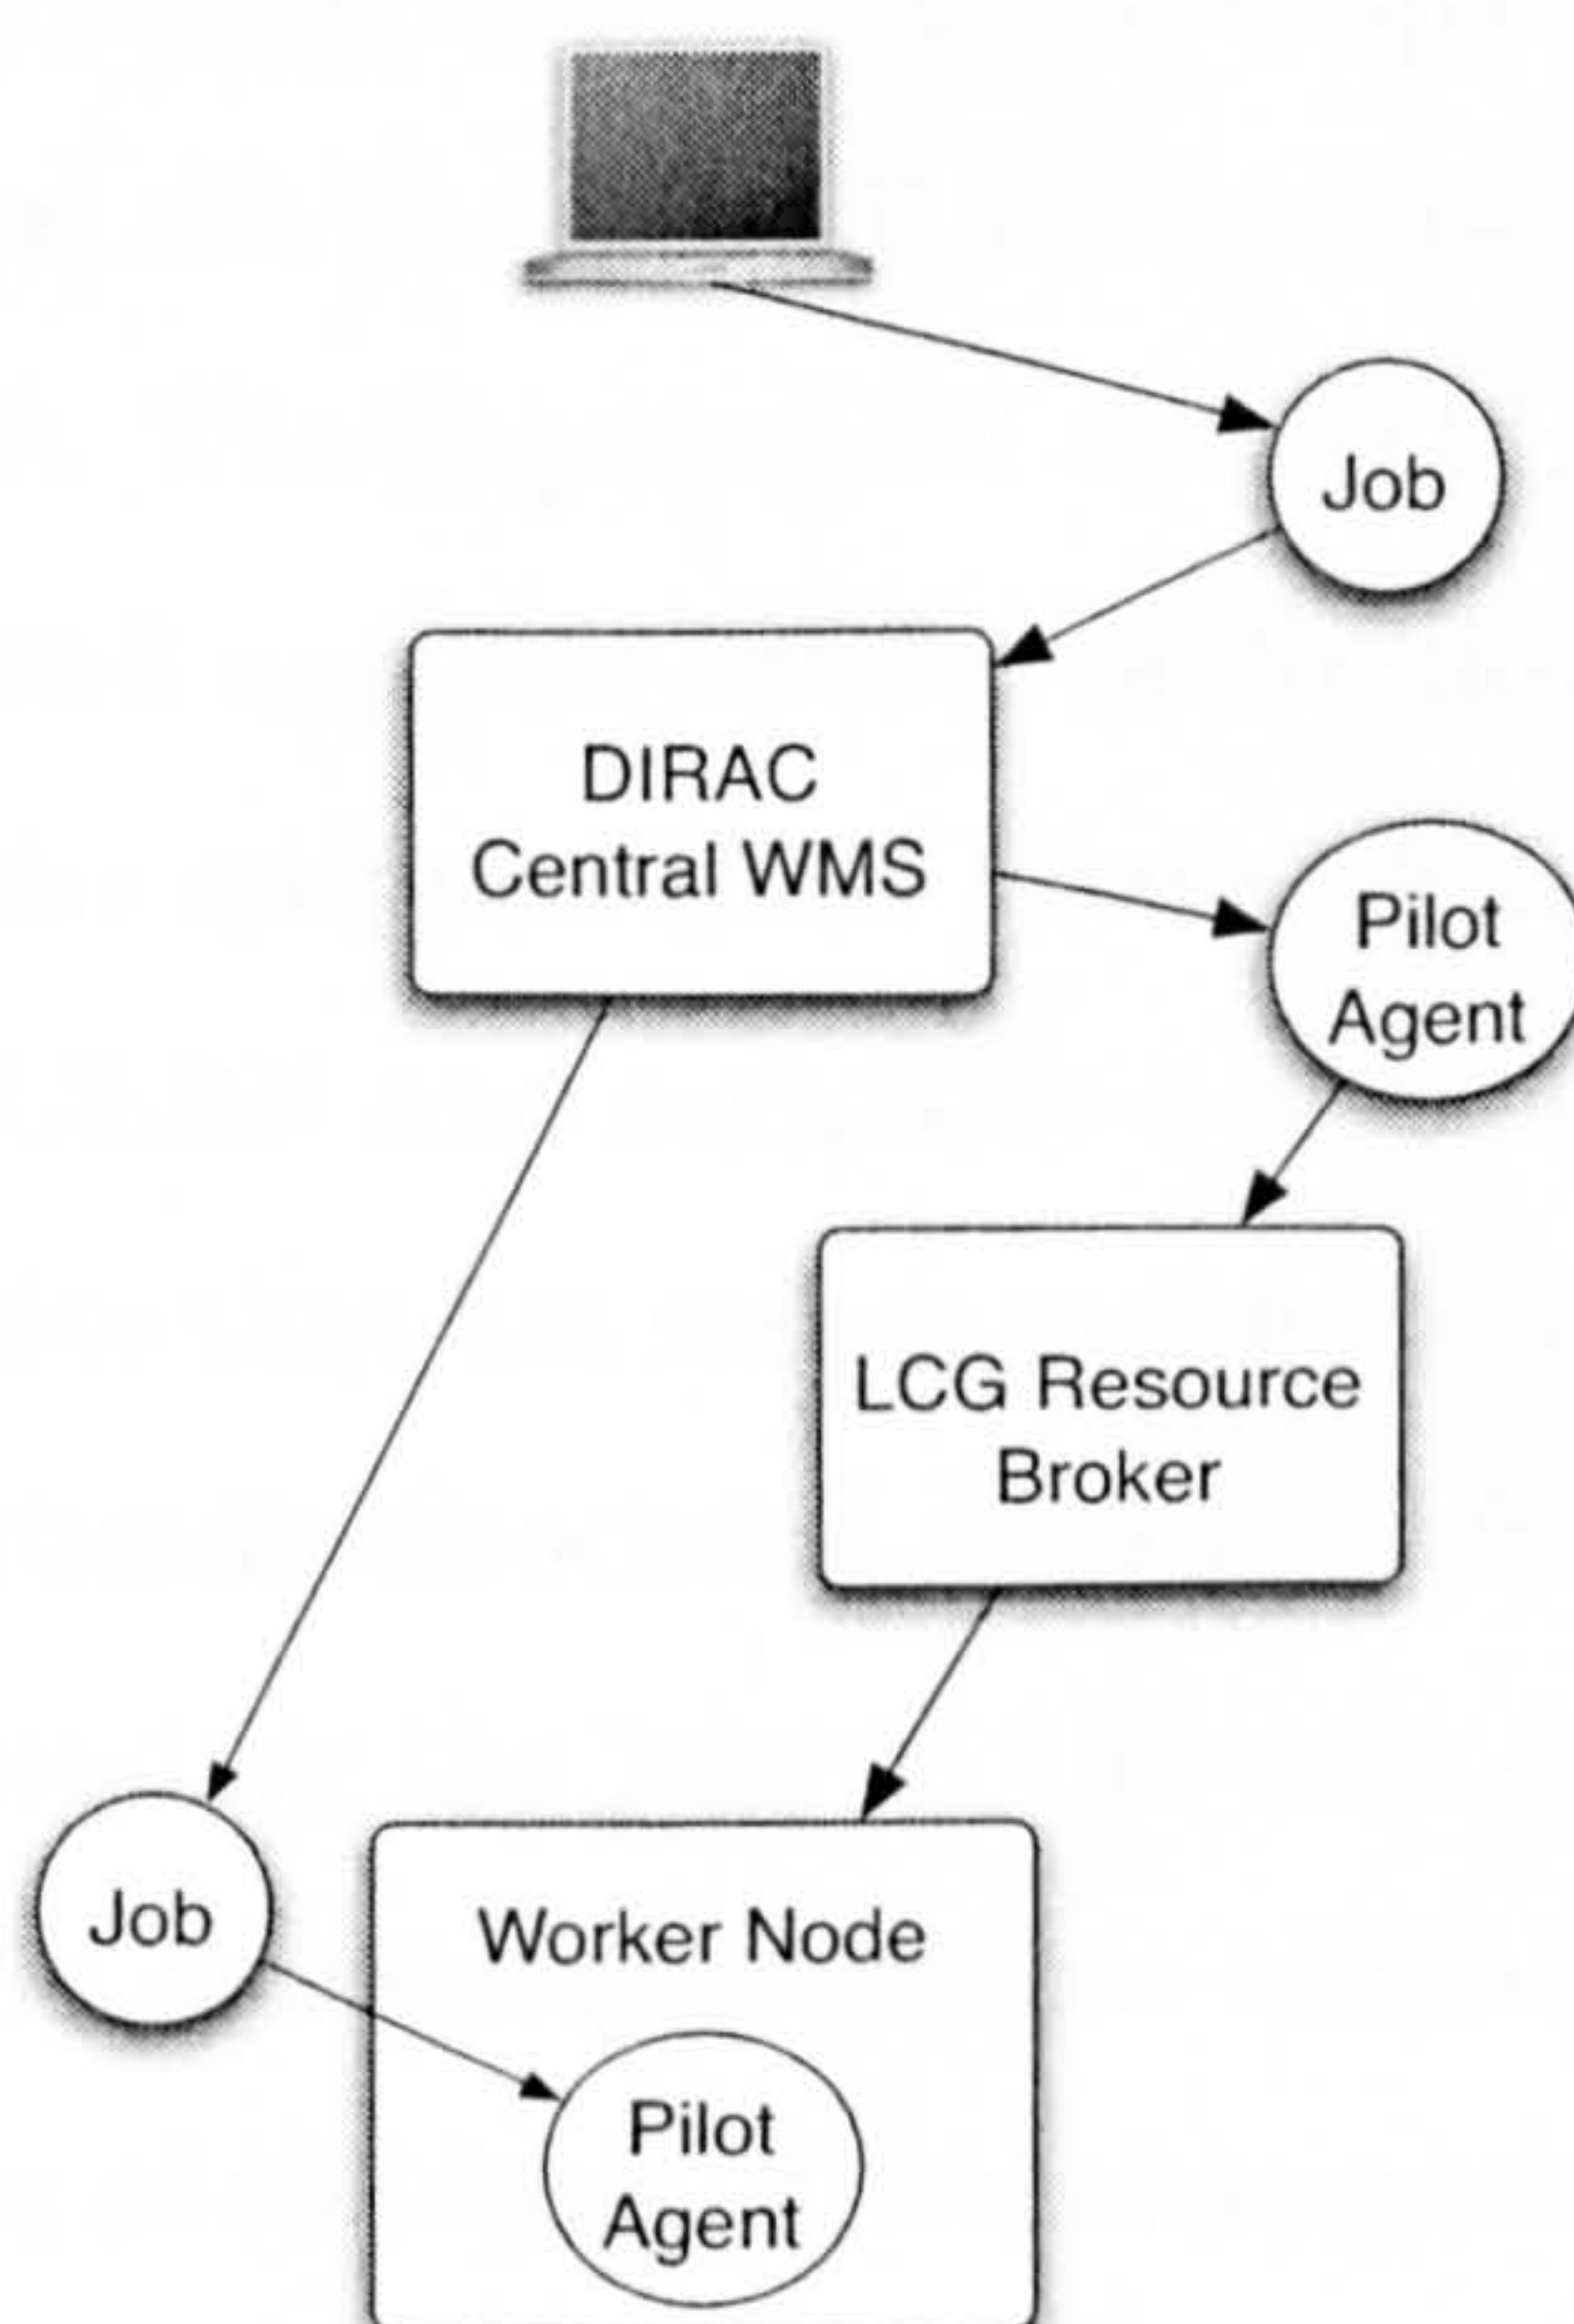 Job
DIRAC
Central WMS
Pilot
Agent
LCG Resource
Broker
Job
Worker Node
Pilot
Agent